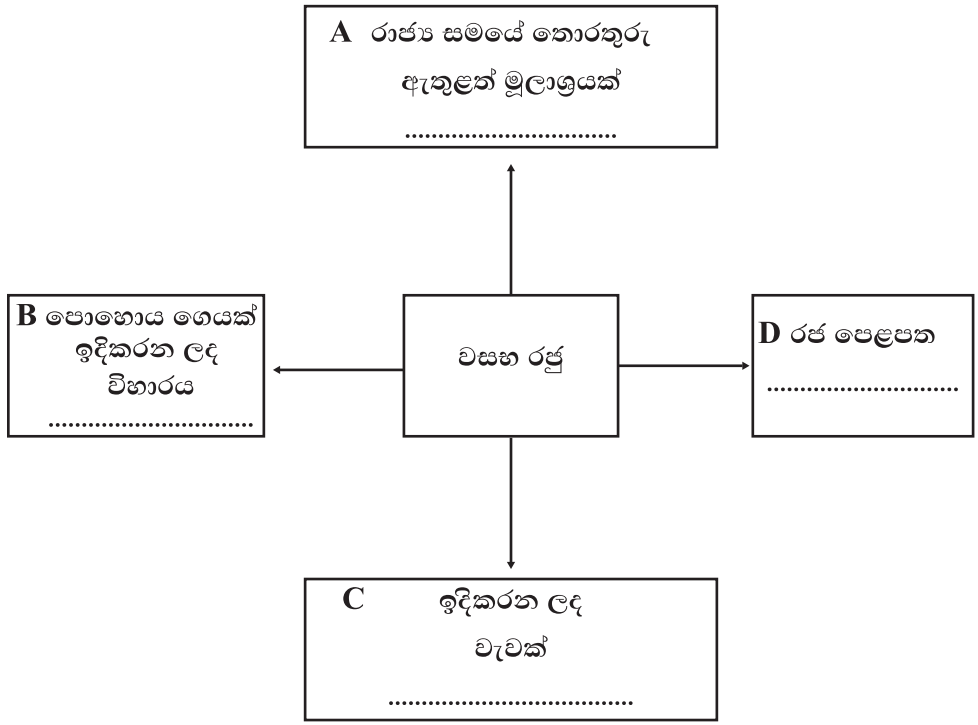 A රාජ්‍ය සමයේ තොරතුරු
ඇතුළත් මූලාශ්‍රයක්
................................
B පොහොය ගෙයක්
ඉදිකරන ලද
විහාරය
...............................
වසභ රජු
D රජ පෙළපත
.............................
C ඉදිකරන ලද
වැවක්
.....................................